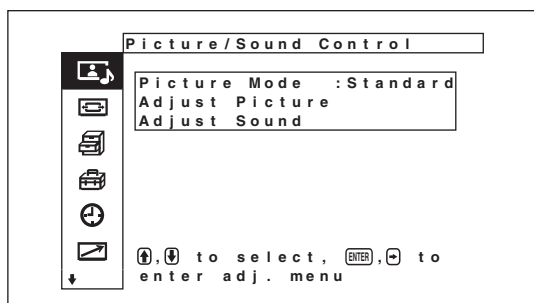 Picture/Sound Control
Picture Mode :Standard
Adjust Picture
Adjust Sound
↑,↓ to select, ENTER,→ to
enter adj. menu